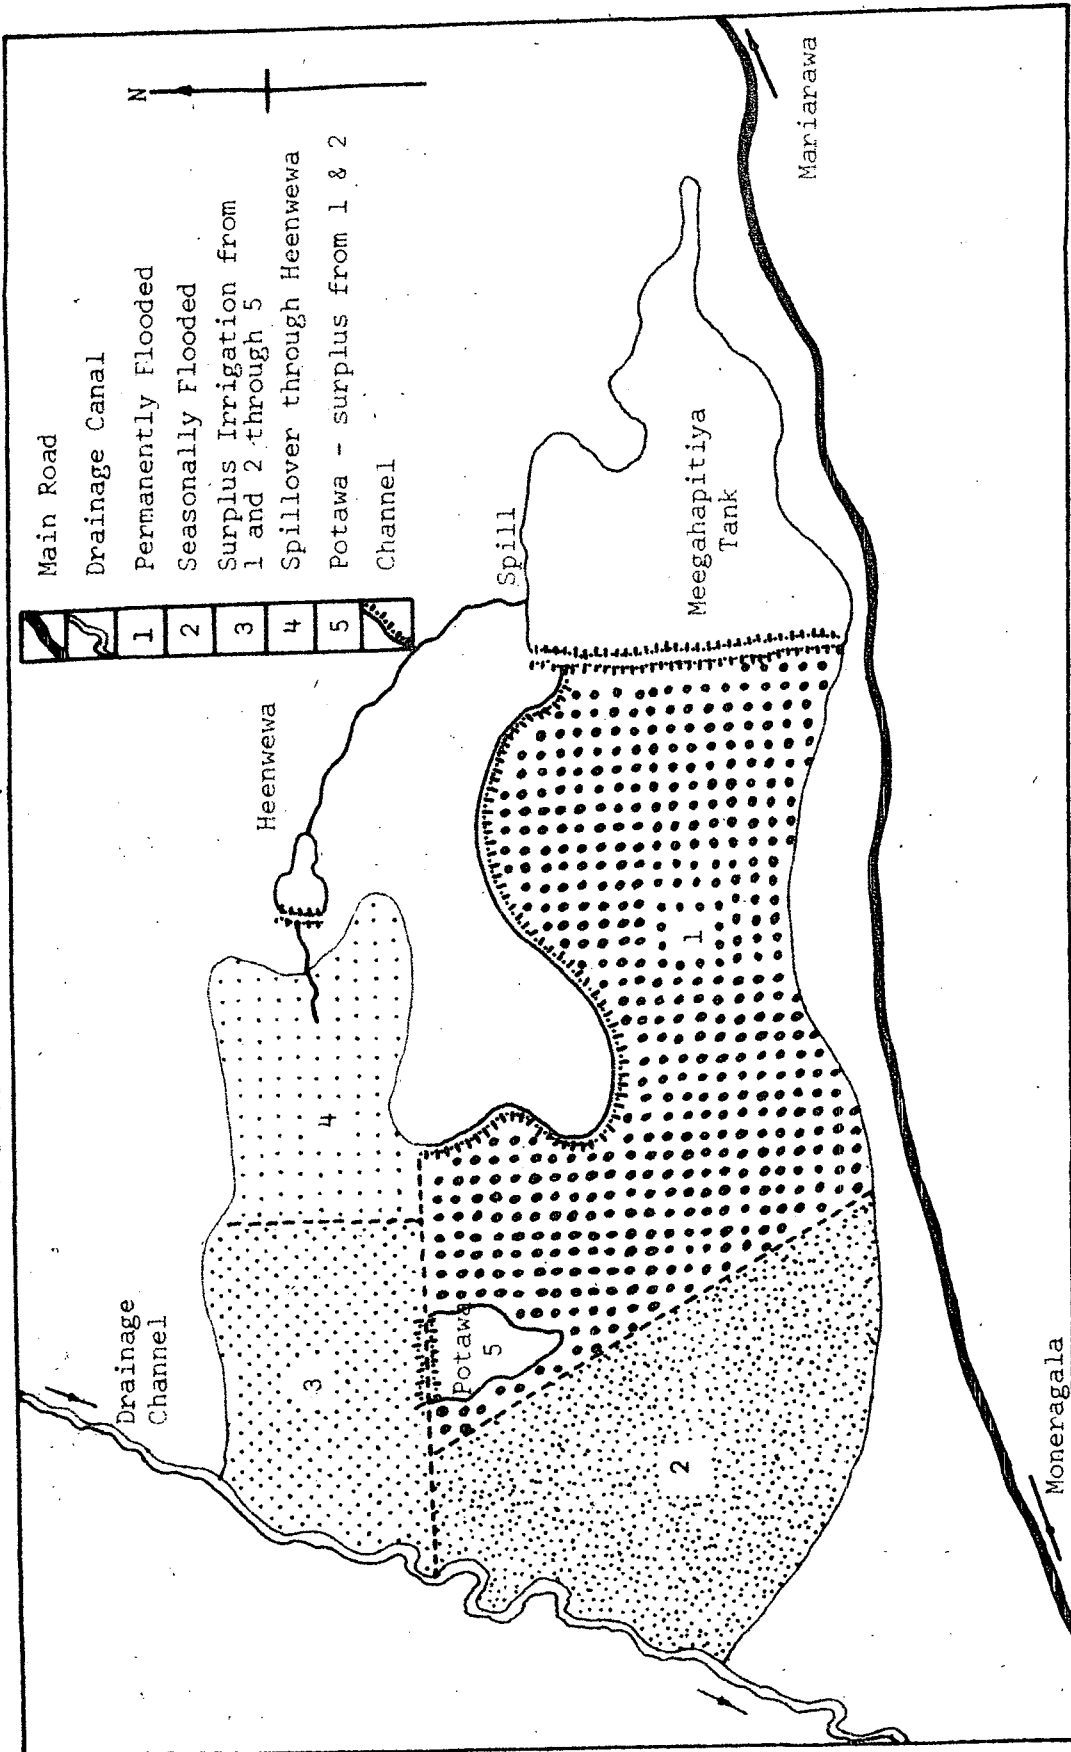 N
Main Road
Drainage Canal
1 Permanently Flooded
2 Seasonally Flooded
3 Surplus Irrigation from
1 and 2 through 5
4 Spillover through Heenwewa
5 Potawa - surplus from 1 & 2
Channel
Drainage
Channel
Heenwewa
Spill
3
4
Potawa
5
1
2
Meegahapitiya
Tank
Mariarawa
Moneragala